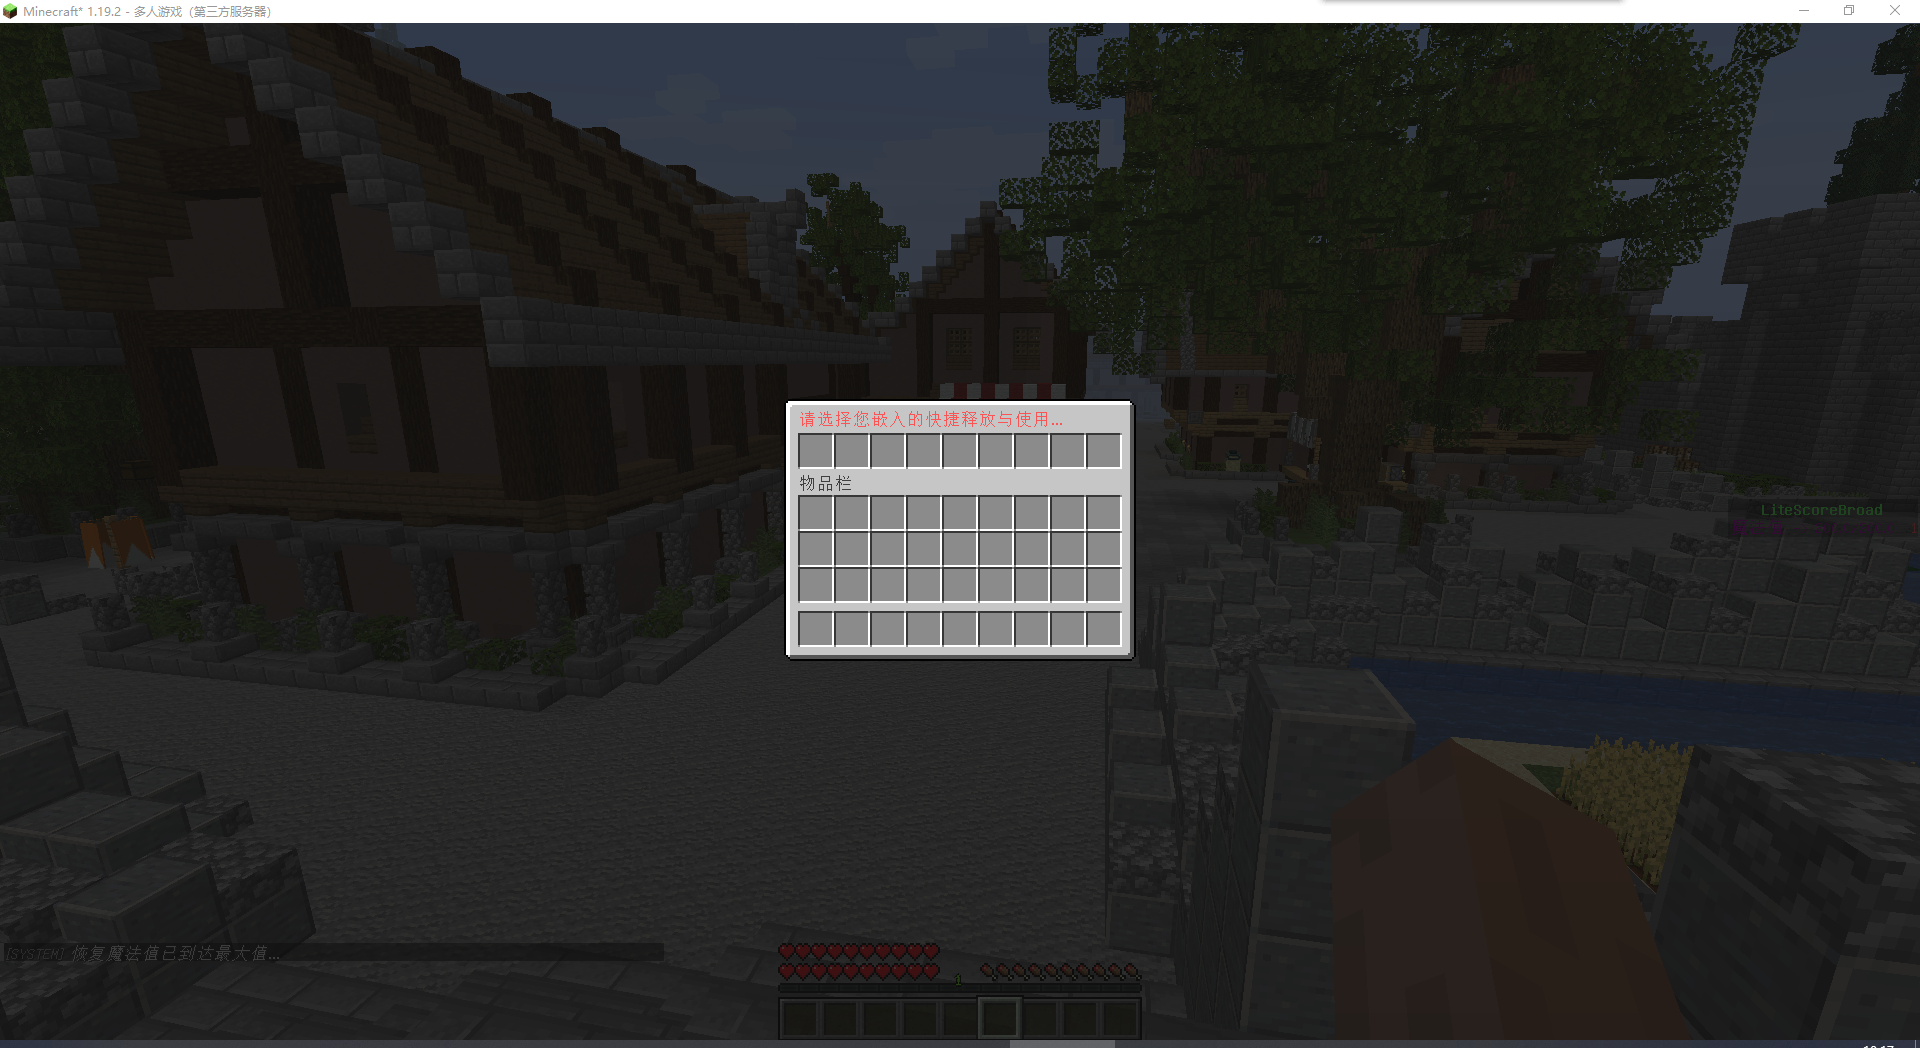 Minecraft* 1.19.2 - 多人游戏（第三方服务器）
请选择您嵌入的快捷释放与使用...
物品栏
LiteScoreBroad
[SYSTEM] 恢复魔法值已到达最大值...
1